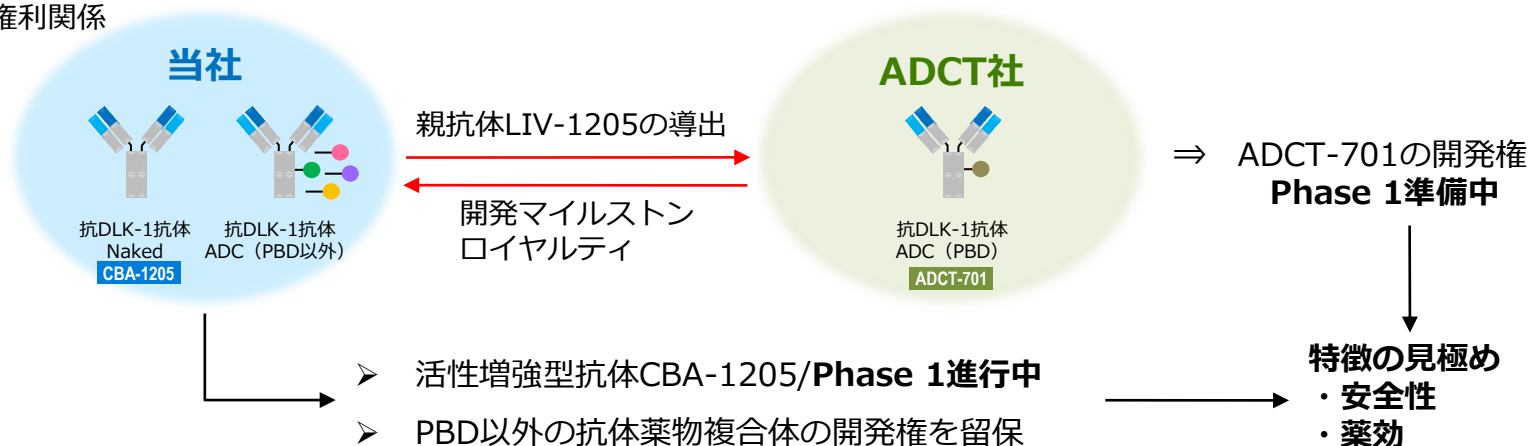 権利関係
当社
ADCT社
親抗体LIV-1205の導出
⇒ ADCT-701の開発権
Phase 1準備中
開発マイルストン
ロイヤルティ
抗DLK-1抗体
Naked
CBA-1205
抗DLK-1抗体
ADC（PBD以外）
抗DLK-1抗体
ADC（PBD）
ADCT-701
➢ 活性増強型抗体CBA-1205/Phase 1進行中
➢ PBD以外の抗体薬物複合体の開発権を留保
特徴の見極め
・安全性
・薬効